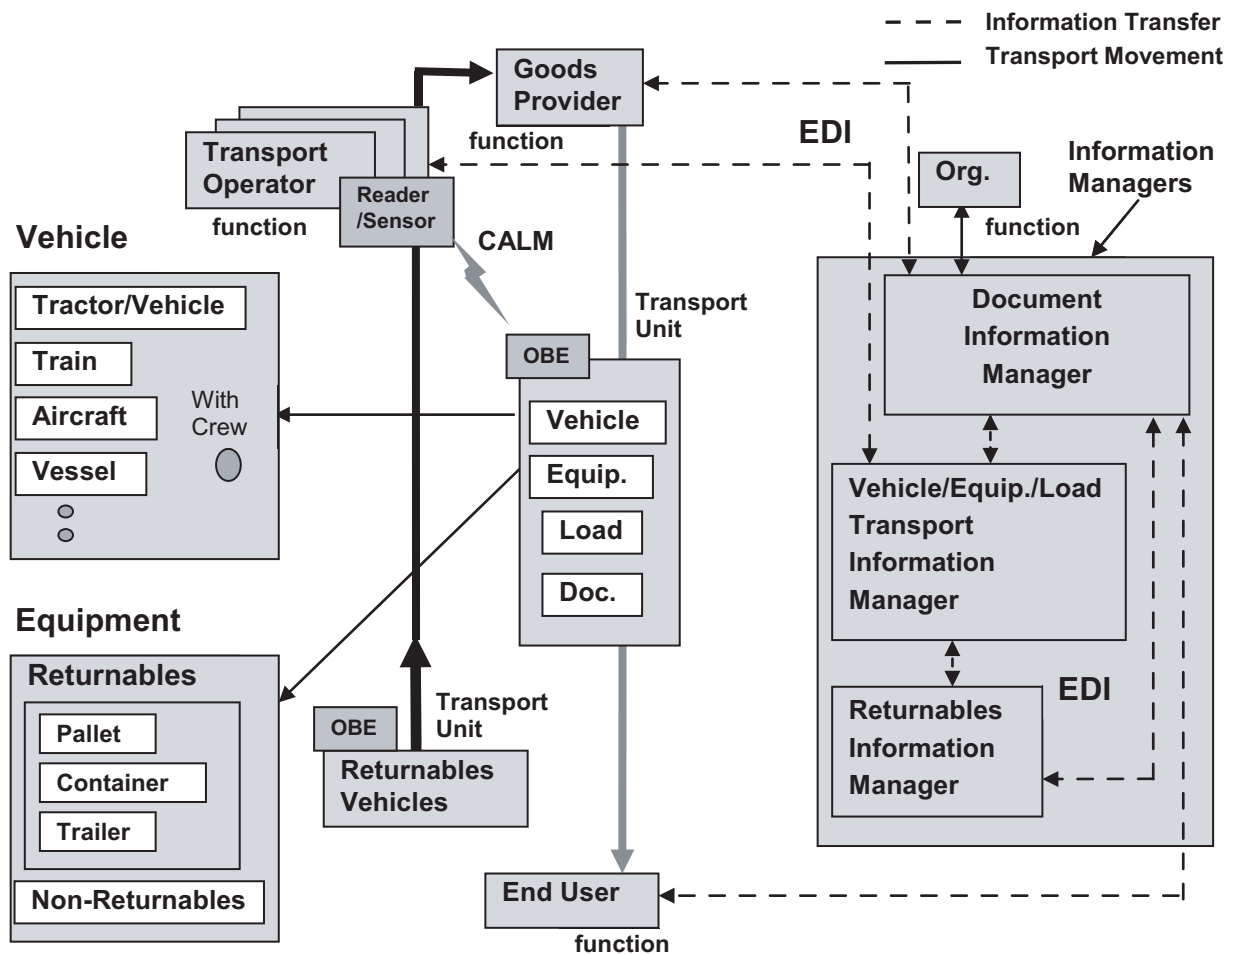 Information Transfer
Transport Movement
Goods
Provider
function
EDI
Transport
Operator
function
Reader
/Sensor
CALM
Org.
function
Information
Managers
Vehicle
Tractor/Vehicle
Train
Aircraft
Vessel
With
Crew
Transport
Unit
OBE
Vehicle
Equip.
Load
Doc.
Document
Information
Manager
Vehicle/Equip./Load
Transport
Information
Manager
EDI
Returnables
Information
Manager
Equipment
Returnables
Pallet
Container
Trailer
Non-Returnables
Transport
Unit
OBE
Returnables
Vehicles
End User
function